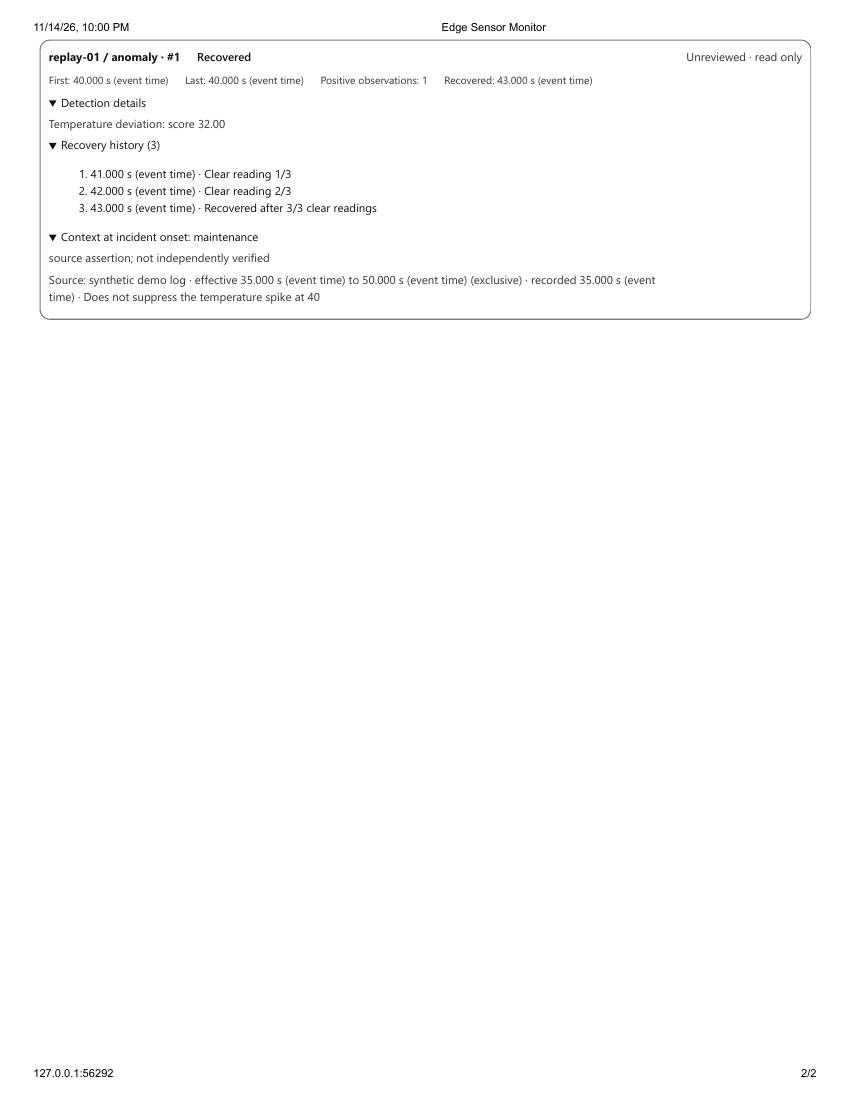 11/14/26, 10:00 PM Edge Sensor Monitor
replay-01 / anomaly · #1 Recovered Unreviewed · read only
First: 40.000 s (event time) Last: 40.000 s (event time) Positive observations: 1 Recovered: 43.000 s (event time)
▼ Detection details
Temperature deviation: score 32.00
▼ Recovery history (3)
1. 41.000 s (event time) · Clear reading 1/3
2. 42.000 s (event time) · Clear reading 2/3
3. 43.000 s (event time) · Recovered after 3/3 clear readings
▼ Context at incident onset: maintenance
source assertion; not independently verified
Source: synthetic demo log · effective 35.000 s (event time) to 50.000 s (event time) (exclusive) · recorded 35.000 s (event
time) · Does not suppress the temperature spike at 40
127.0.0.1:56292 2/2